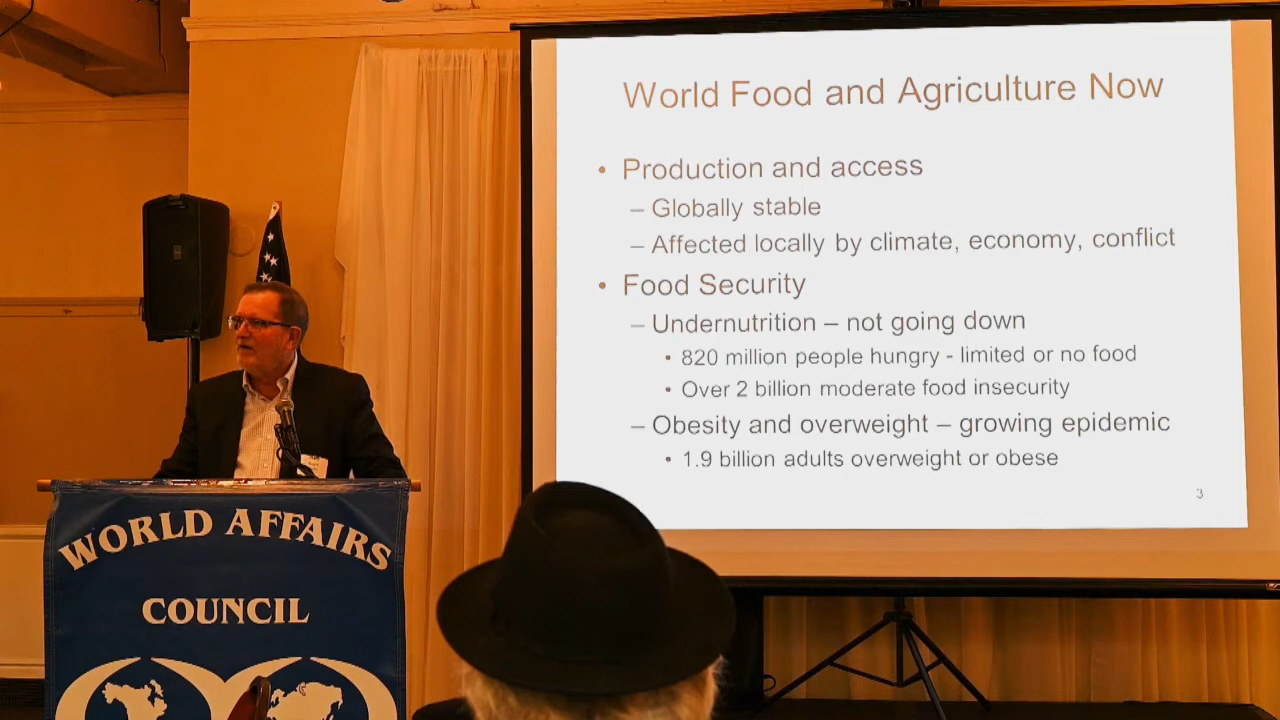 World Food and Agriculture Now
• Production and access
– Globally stable
– Affected locally by climate, economy, conflict
• Food Security
– Undernutrition – not going down
• 820 million people hungry - limited or no food
• Over 2 billion moderate food insecurity
– Obesity and overweight – growing epidemic
• 1.9 billion adults overweight or obese
3
WORLD AFFAIRS
COUNCIL